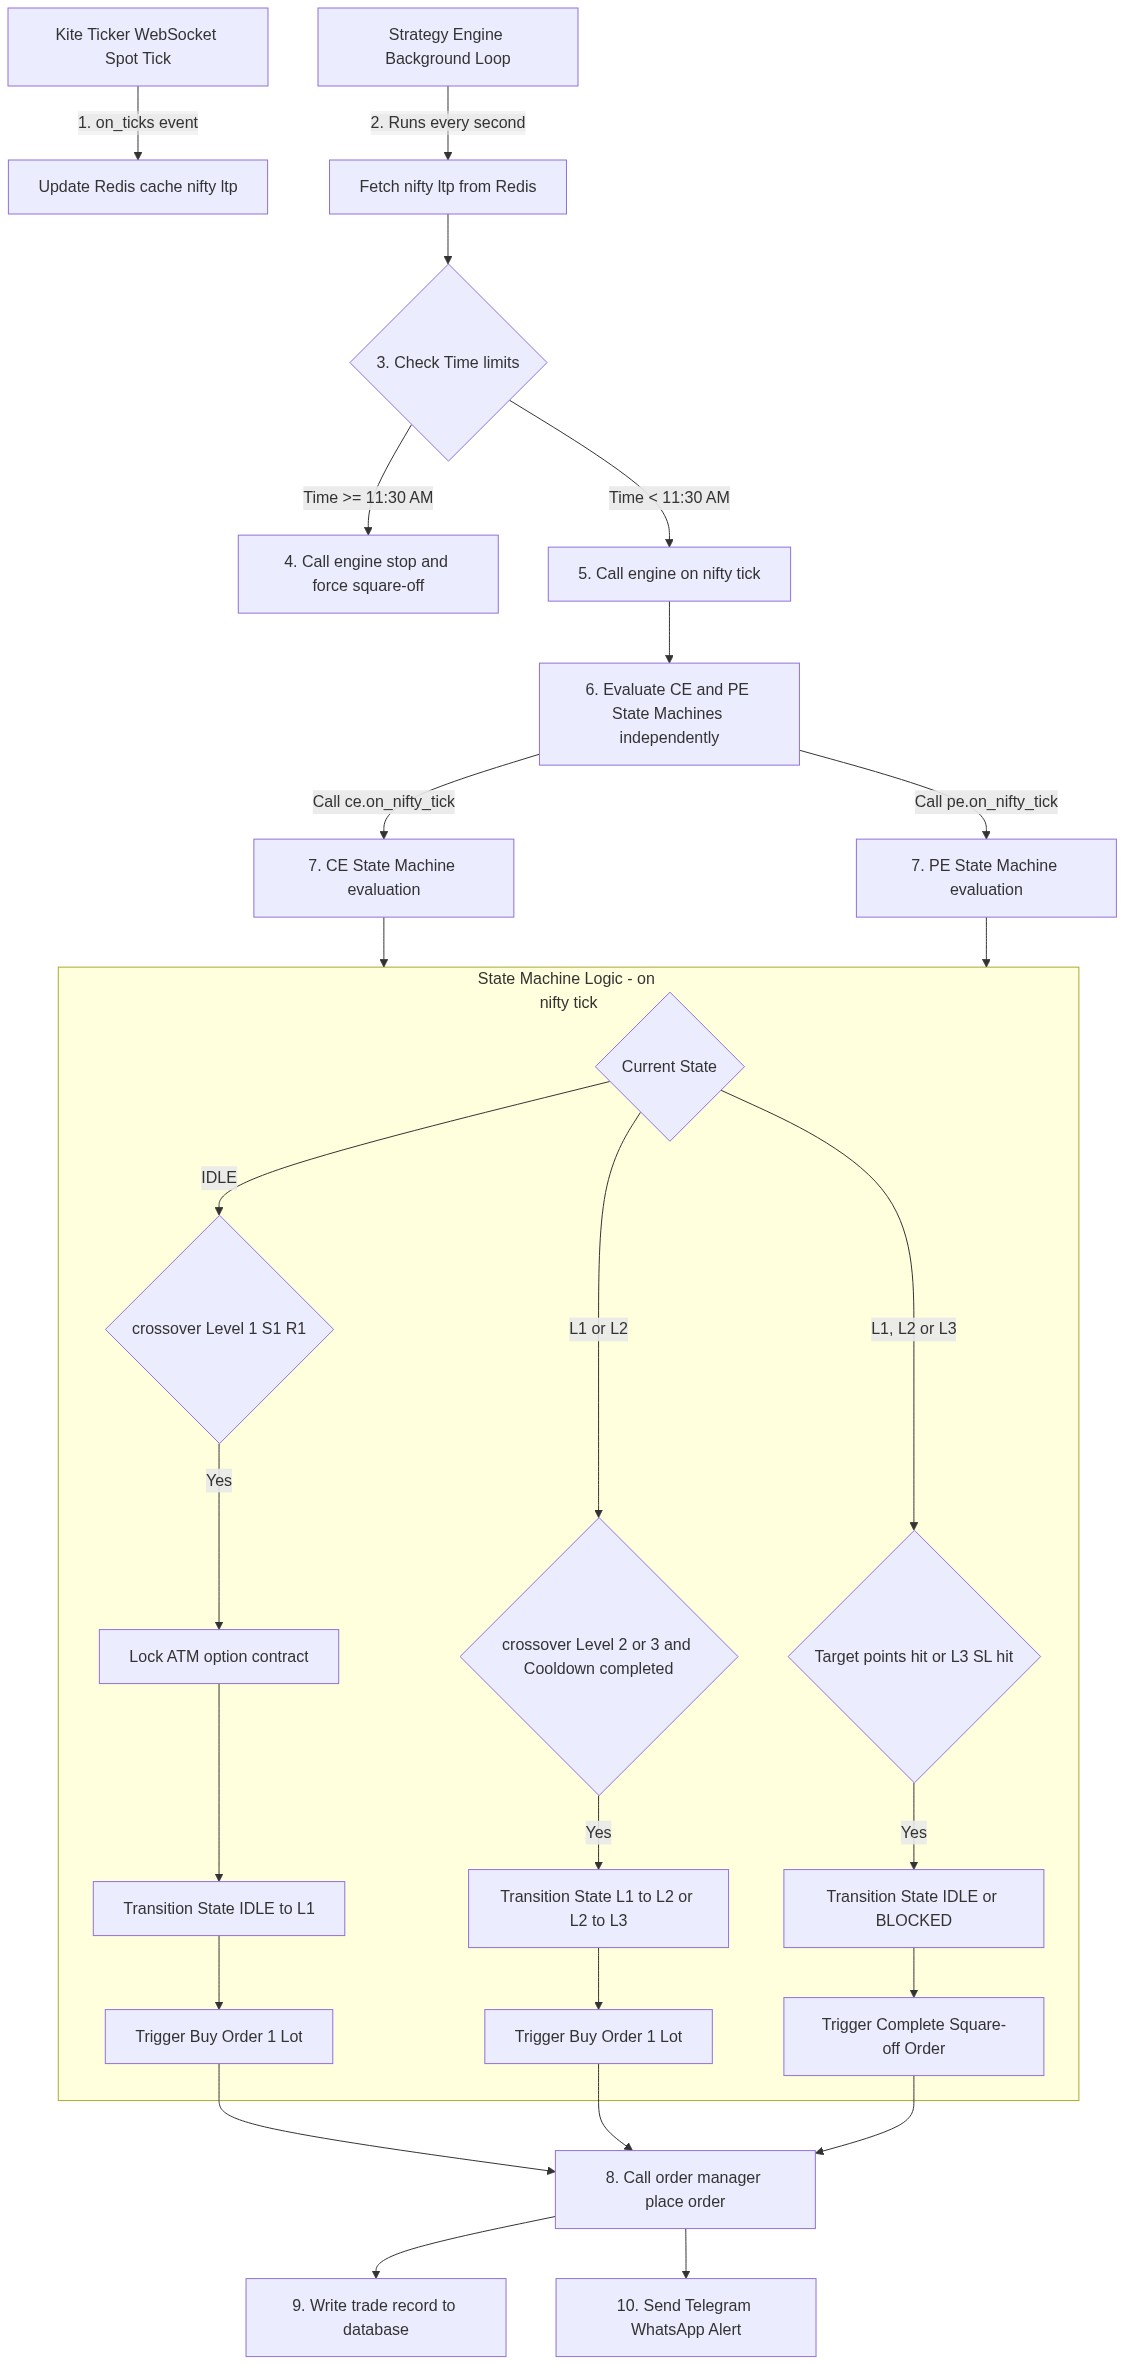 Kite Ticker WebSocket
Spot Tick
Strategy Engine
Background Loop
1. on_ticks event
2. Runs every second
Update Redis cache nifty ltp
Fetch nifty ltp from Redis
3. Check Time limits
Time >= 11:30 AM
Time < 11:30 AM
4. Call engine stop and
force square-off
5. Call engine on nifty tick
6. Evaluate CE and PE
State Machines
independently
Call ce.on_nifty_tick
Call pe.on_nifty_tick
7. CE State Machine
evaluation
7. PE State Machine
evaluation
State Machine Logic - on
nifty tick
Current State
IDLE
L1 or L2
L1, L2 or L3
crossover Level 1 S1 R1
Yes
Lock ATM option contract
crossover Level 2 or 3 and
Cooldown completed
Target points hit or L3 SL hit
Yes
Yes
Transition State IDLE to L1
Transition State L1 to L2 or
L2 to L3
Transition State IDLE or
BLOCKED
Trigger Buy Order 1 Lot
Trigger Buy Order 1 Lot
Trigger Complete Square-
off Order
8. Call order manager
place order
9. Write trade record to
database
10. Send Telegram
WhatsApp Alert